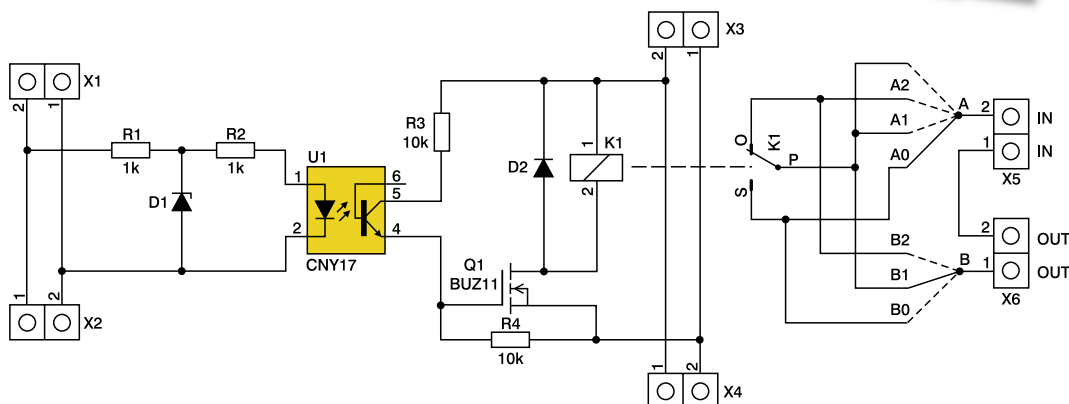 X3
2 1
X1
2 1
R1
1k
R2
1k
D1
U1
1
2
6
5
4
CNY17
R3
10k
D2
1
K1
2
Q1
BUZ11
R4
10k
1 2
X2
1 2
X4
O
K1
P
S
A2
A1
A0
A
2
IN
1
IN
X5
B2
B1
B0
B
2
OUT
1
OUT
X6